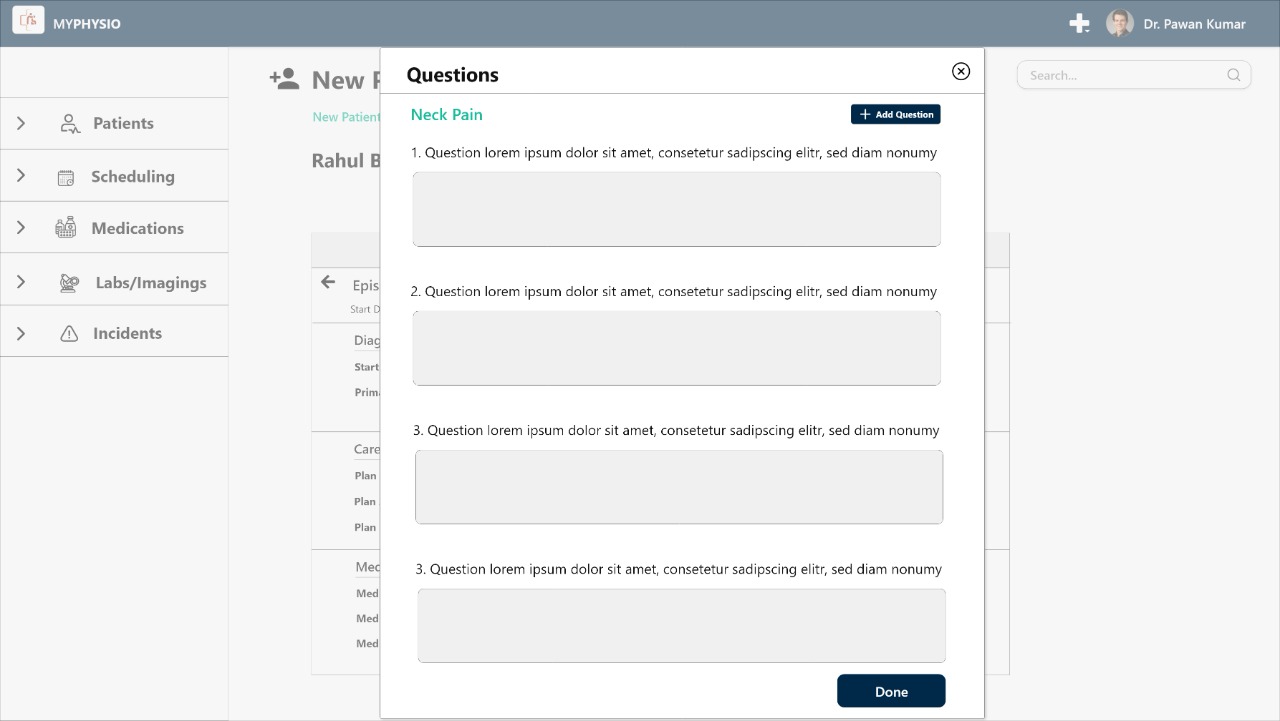 MYPHYSIO
Dr. Pawan Kumar
Patients
Scheduling
Medications
Labs/Imagings
Incidents
New P
New Patient
Rahul B
Search...
Epis
Start D
Diag
Start
Prima
Care
Plan
Plan
Plan
Med
Med
Med
Med
Questions
Neck Pain
Add Question
1. Question lorem ipsum dolor sit amet, consetetur sadipscing elitr, sed diam nonumy
2. Question lorem ipsum dolor sit amet, consetetur sadipscing elitr, sed diam nonumy
3. Question lorem ipsum dolor sit amet, consetetur sadipscing elitr, sed diam nonumy
3. Question lorem ipsum dolor sit amet, consetetur sadipscing elitr, sed diam nonumy
Done